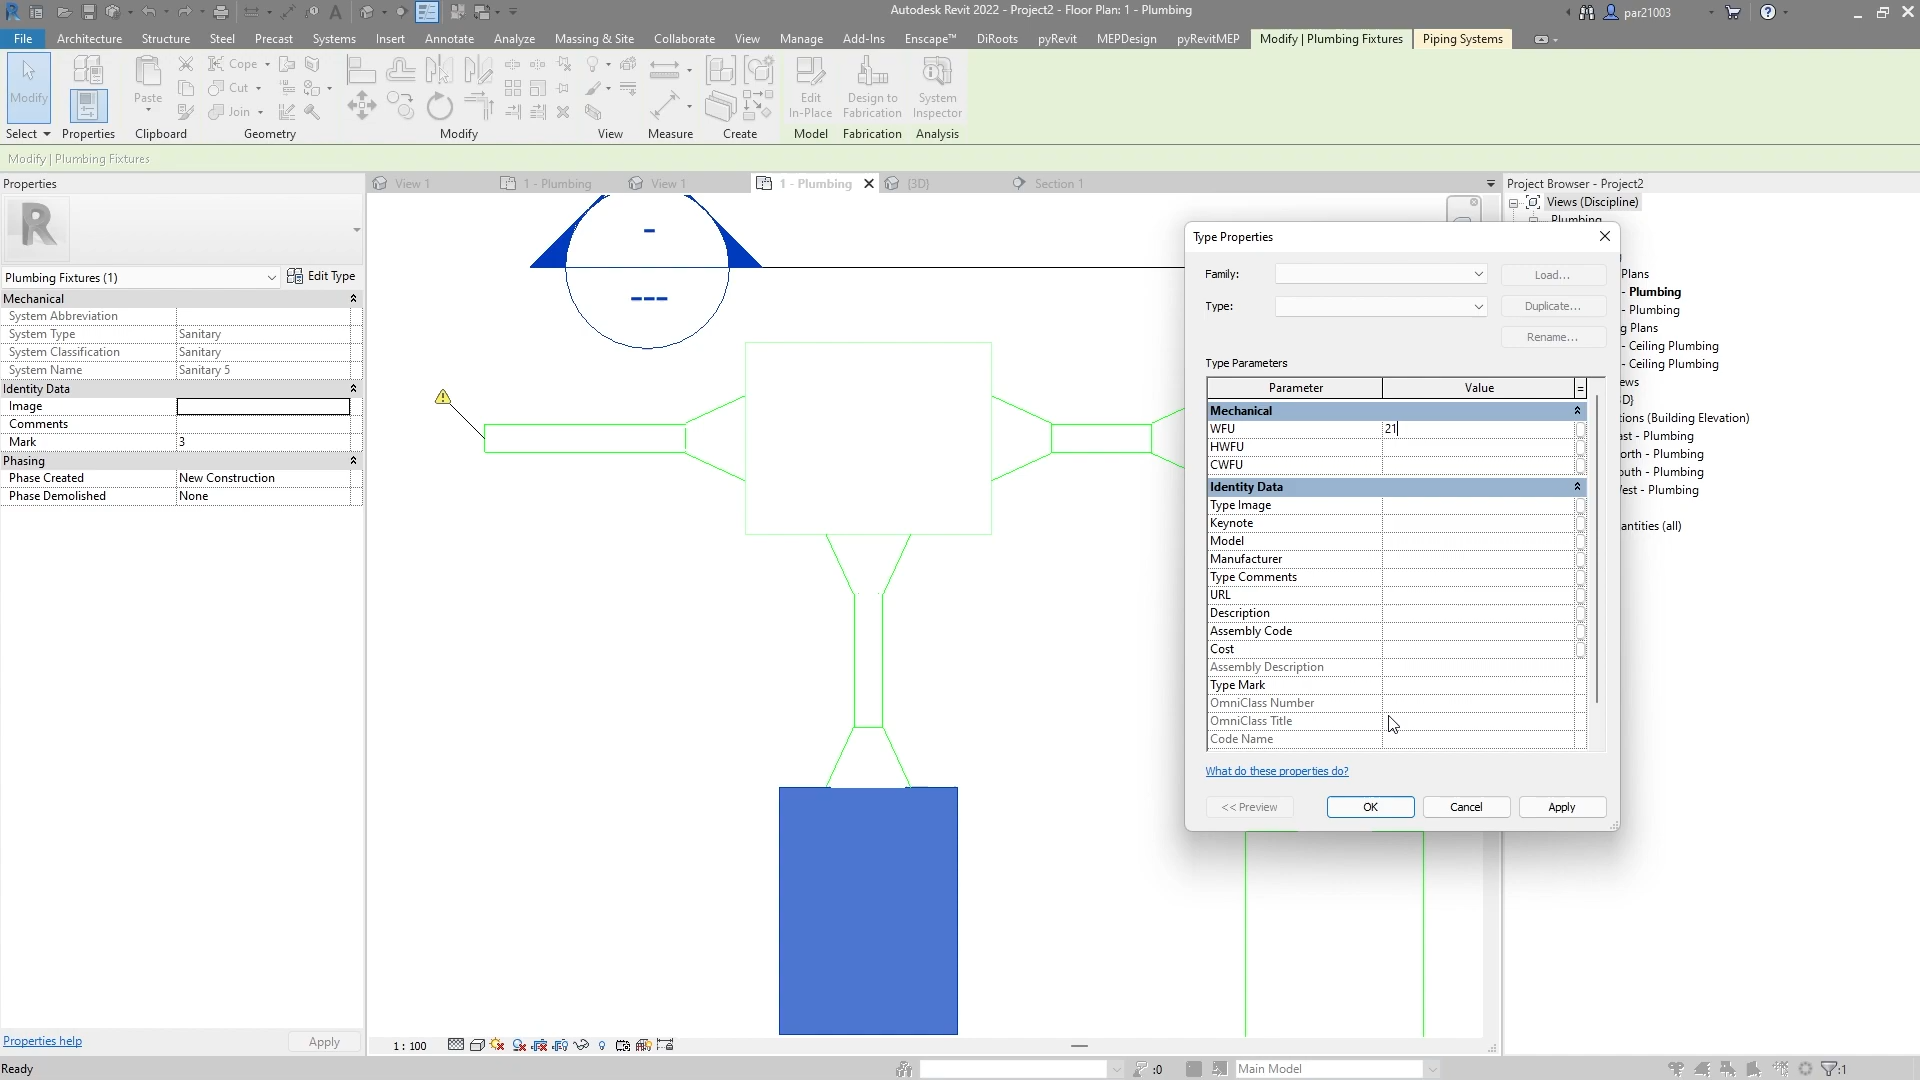 Autodesk Revit 2022 - Project2 - Floor Plan: 1 - Plumbing
par21003
File Architecture Structure Steel Precast Systems Insert Annotate Analyze Massing & Site Collaborate View Manage Add-Ins Enscape™ DiRoots pyRevit MEPDesign pyRevitMEP Modify | Plumbing Fixtures Piping Systems
Modify
Paste
Cope
Cut
Join
Edit In-Place
Design to Fabrication
System Inspector
Select Properties Clipboard Geometry Modify View Measure Create Model Fabrication Analysis
Modify | Plumbing Fixtures
Properties
View 1
1 - Plumbing
View 1
1 - Plumbing
{3D}
Section 1
Project Browser - Project2
R
Plumbing Fixtures (1)
Edit Type
Mechanical
System Abbreviation
System Type Sanitary
System Classification Sanitary
System Name Sanitary 5
Identity Data
Image
Comments
Mark 3
Phasing
Phase Created New Construction
Phase Demolished None
Properties help
Apply
Type Properties
Family:
Load...
Type:
Duplicate...
Rename...
Type Parameters
Parameter Value =
Mechanical
WFU 21
HWFU
CWFU
Identity Data
Type Image
Keynote
Model
Manufacturer
Type Comments
URL
Description
Assembly Code
Cost
Assembly Description
Type Mark
OmniClass Number
OmniClass Title
Code Name
What do these properties do?
<< Preview
OK
Cancel
Apply
Views (Discipline)
Plumbing
Plans
- Plumbing
- Plumbing
g Plans
- Ceiling Plumbing
- Ceiling Plumbing
ews
D}
tions (Building Elevation)
ast - Plumbing
orth - Plumbing
outh - Plumbing
Vest - Plumbing
antities (all)
1 : 100
Ready
:0
Main Model
:1